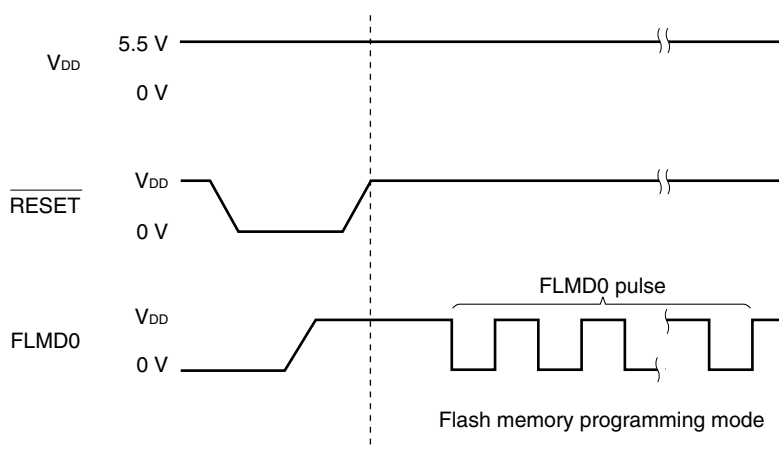 5.5 V
VDD
0 V
VDD
RESET
0 V
FLMD0 pulse
VDD
FLMD0
0 V
Flash memory programming mode